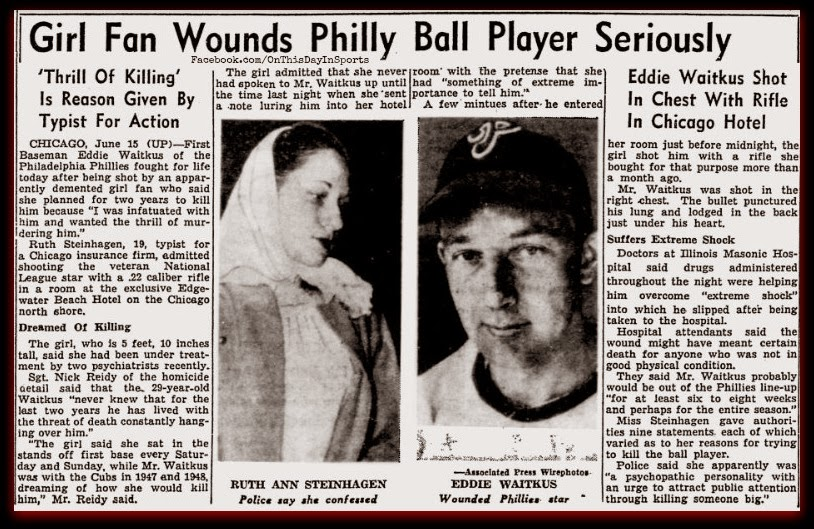 Girl Fan Wounds Philly Ball Player Seriously
Facebook.com/OnThisDayInSports
'Thrill Of Killing'
Is Reason Given By
Typist For Action
CHICAGO, June 15 (UP)—First
Baseman Eddie Waitkus of the
Philadelphia Phillies fought for life
today after being shot by an appar-
ently demented girl fan who said
she planned for two years to kill
him because "I was infatuated with
him and wanted the thrill of mur-
dering him."
Ruth Steinhagen, 19, typist for
a Chicago insurance firm, admitted
shooting the veteran National
League star with a .22 caliber rifle
in a room at the exclusive Edge-
water Beach Hotel on the Chicago
north shore.
Dreamed Of Killing
The girl, who is 5 feet, 10 inches
tall, said she had been under treat-
ment by two psychiatrists recently.
Sgt. Nick Reidy of the homicide
detail said that the 29-year-old
Waitkus "never knew that for the
last two years he has lived with
the threat of death constantly hang-
ing over him."
"The girl said she sat in the
stands off first base every Satur-
day and Sunday, while Mr. Waitkus
was with the Cubs in 1947 and 1948,
dreaming of how she would kill
him," Mr. Reidy said.
The girl admitted that she never
had spoken to Mr. Waitkus up until
the time last night when she sent
a note luring him into her hotel
room with the pretense that she
had "something of extreme im-
portance to tell him."
A few mintues after he entered
RUTH ANN STEINHAGEN
Police say she confessed
—Associated Press Wirephotos
EDDIE WAITKUS
Wounded Phillies star
Eddie Waitkus Shot
In Chest With Rifle
In Chicago Hotel
her room just before midnight, the
girl shot him with a rifle she
bought for that purpose more than
a month ago.
Mr. Waitkus was shot in the
right chest. The bullet punctured
his lung and lodged in the back
just under his heart.
Suffers Extreme Shock
Doctors at Illinois Masonic Hos-
pital said drugs administered
throughout the night were helping
him overcome "extreme shock"
into which he slipped after being
taken to the hospital.
Hospital attendants said the
wound might have meant certain
death for anyone who was not in
good physical condition.
They said Mr. Waitkus probably
would be out of the Phillies line-up
"for at least six to eight weeks
and perhaps for the entire season."
Miss Steinhagen gave authori-
ties nine statements each of which
varied as to her reasons for trying
to kill the ball player.
Police said she apparently was
"a psychopathic personality with
an urge to attract public attention
through killing someone big."